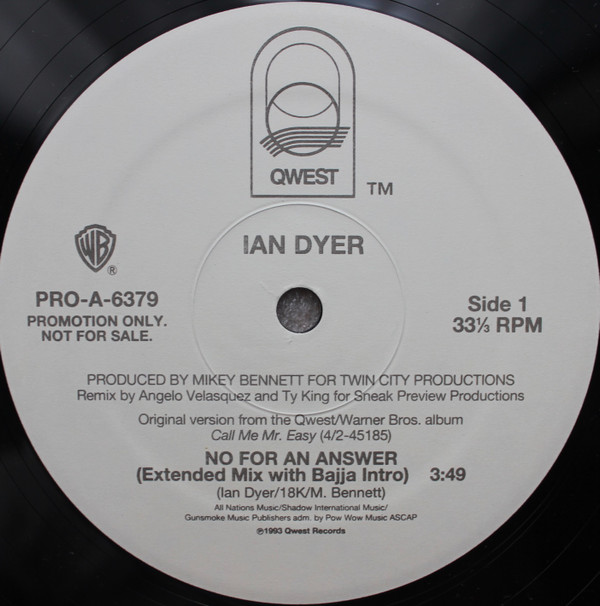 QWEST
TM
IAN DYER
WB
®
PRO-A-6379
PROMOTION ONLY.
NOT FOR SALE.
Side 1
33⅓ RPM
PRODUCED BY MIKEY BENNETT FOR TWIN CITY PRODUCTIONS
Remix by Angelo Velasquez and Ty King for Sneak Preview Productions
Original version from the Qwest/Warner Bros. album
Call Me Mr. Easy (4/2-45185)
NO FOR AN ANSWER
(Extended Mix with Bajja Intro) 3:49
(Ian Dyer/18K/M. Bennett)
All Nations Music/Shadow International Music/
Gunsmoke Music Publishers adm. by Pow Wow Music ASCAP
℗1993 Qwest Records